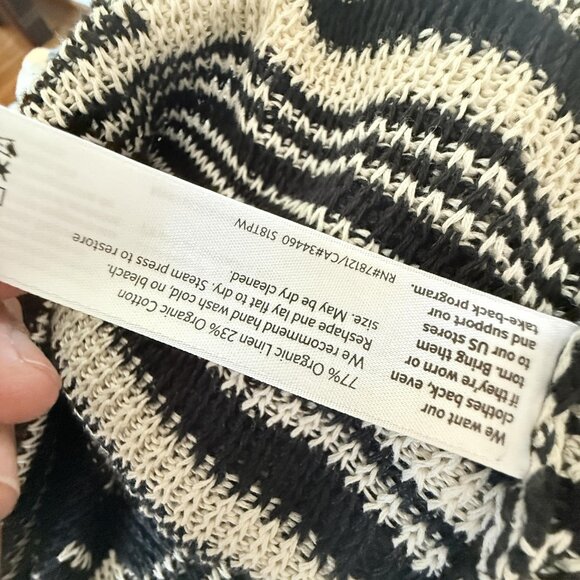 We want our
clothes back, even
if they're worn or
torn. Bring them
to our US stores
and support our
take-back program.
77% Organic Linen 23% Organic Cotton
We recommend hand wash cold, no bleach.
Reshape and lay flat to dry. Steam press to restore
size. May be dry cleaned.
RN#78121/CA#34460 S18TPW